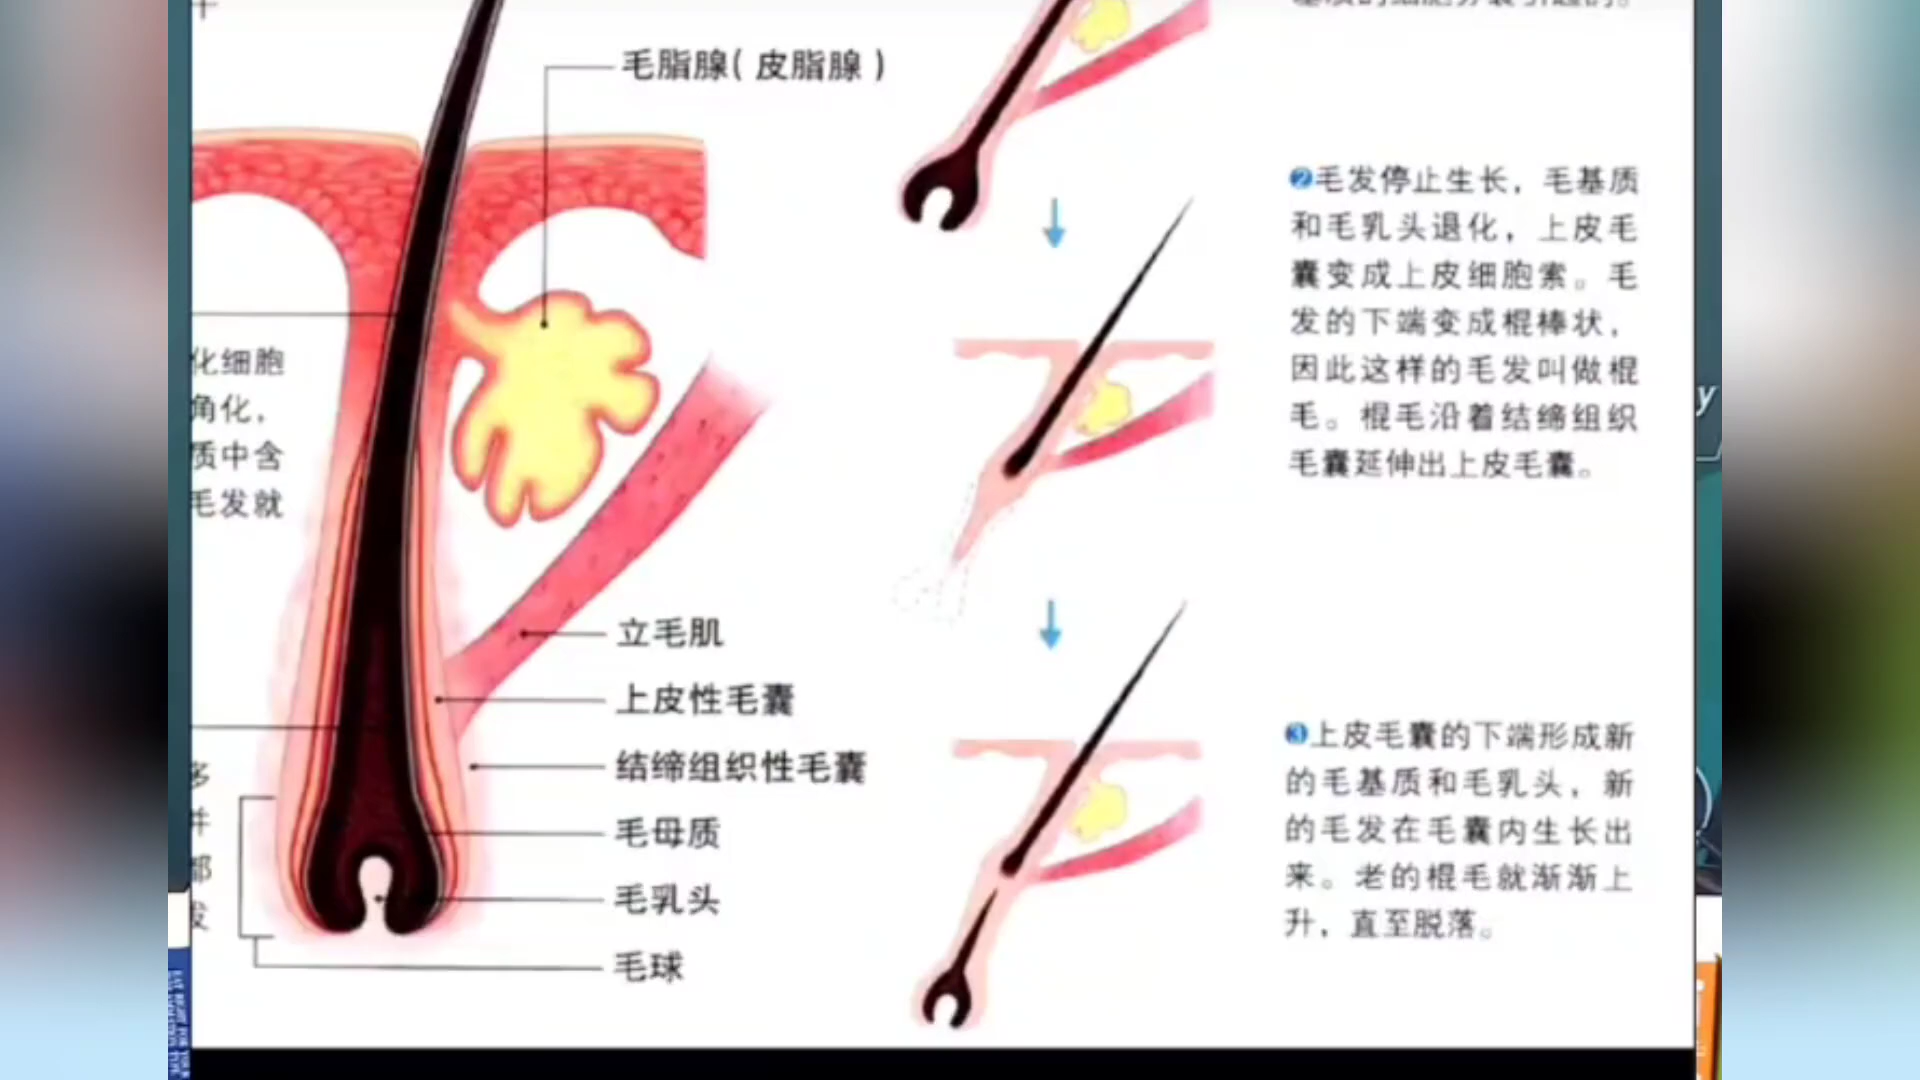 毛脂腺(皮脂腺)
化细胞
角化,
质中含
毛发就
立毛肌
上皮性毛囊
结缔组织性毛囊
毛母质
毛乳头
毛球
多
并
都
发
❷毛发停止生长,毛基质
和毛乳头退化,上皮毛
囊变成上皮细胞索。毛
发的下端变成棍棒状,
因此这样的毛发叫做棍
毛。棍毛沿着结缔组织
毛囊延伸出上皮毛囊。
❸上皮毛囊的下端形成新
的毛基质和毛乳头,新
的毛发在毛囊内生长出
来。老的棍毛就渐渐上
升,直至脱落。
y